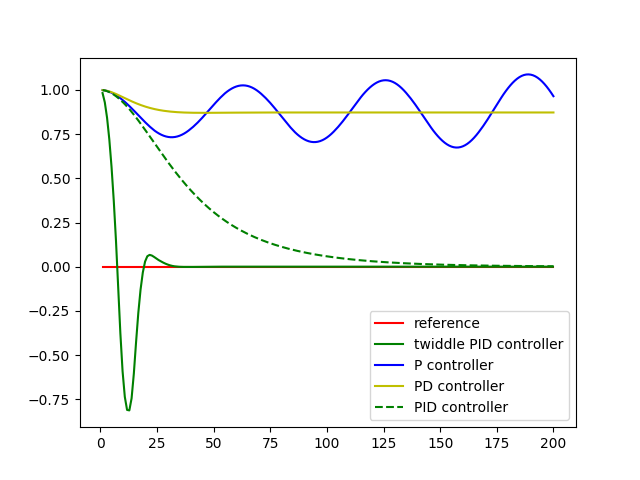 1.00
0.75
0.50
0.25
0.00
−0.25
−0.50
−0.75
reference
twiddle PID controller
P controller
PD controller
PID controller
0 25 50 75 100 125 150 175 200